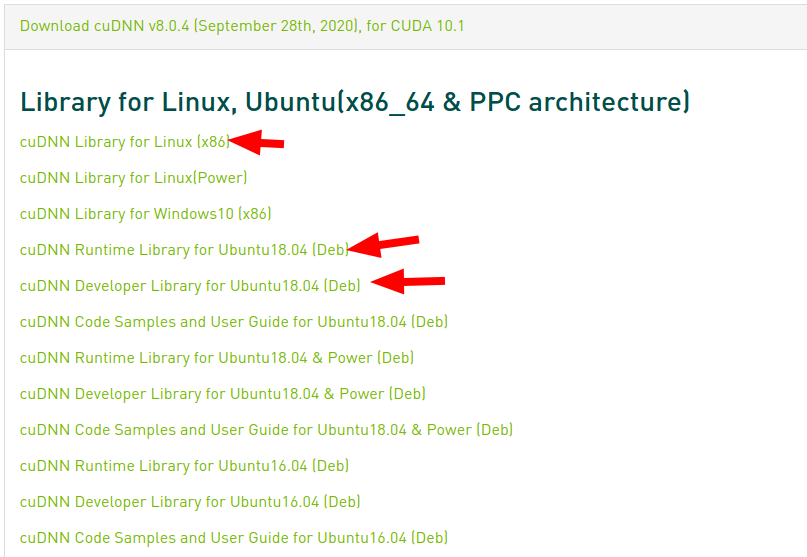 Download cuDNN v8.0.4 (September 28th, 2020), for CUDA 10.1
Library for Linux, Ubuntu(x86_64 & PPC architecture)
cuDNN Library for Linux (x86)
cuDNN Library for Linux(Power)
cuDNN Library for Windows10 (x86)
cuDNN Runtime Library for Ubuntu18.04 (Deb)
cuDNN Developer Library for Ubuntu18.04 (Deb)
cuDNN Code Samples and User Guide for Ubuntu18.04 (Deb)
cuDNN Runtime Library for Ubuntu18.04 & Power (Deb)
cuDNN Developer Library for Ubuntu18.04 & Power (Deb)
cuDNN Code Samples and User Guide for Ubuntu18.04 & Power (Deb)
cuDNN Runtime Library for Ubuntu16.04 (Deb)
cuDNN Developer Library for Ubuntu16.04 (Deb)
cuDNN Code Samples and User Guide for Ubuntu16.04 (Deb)